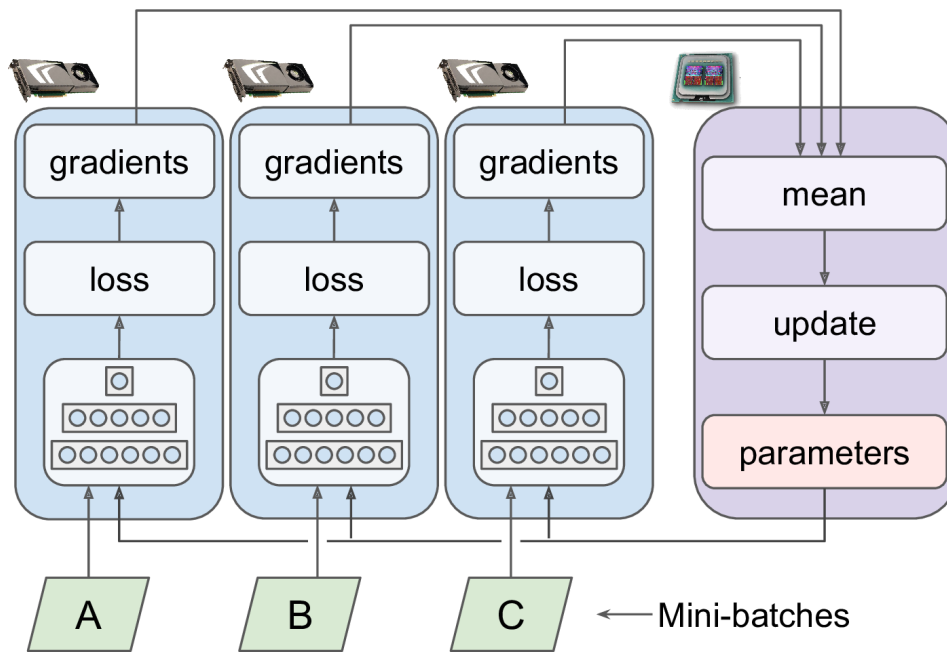 gradients
gradients
gradients
mean
loss
loss
loss
update
parameters
A
B
C
Mini-batches